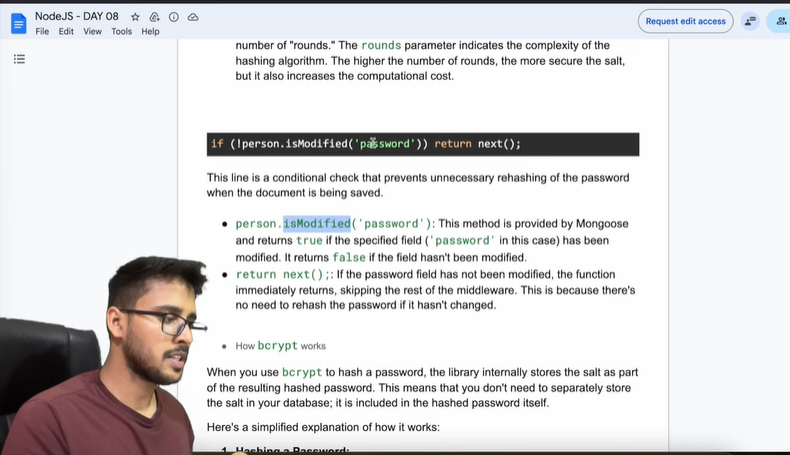 NodeJS - DAY 08
File Edit View Tools Help
Request edit access
number of "rounds." The rounds parameter indicates the complexity of the
hashing algorithm. The higher the number of rounds, the more secure the salt,
but it also increases the computational cost.
if (!person.isModified('password')) return next();
This line is a conditional check that prevents unnecessary rehashing of the password
when the document is being saved.
● person.isModified('password'): This method is provided by Mongoose
and returns true if the specified field ('password' in this case) has been
modified. It returns false if the field hasn't been modified.
● return next();: If the password field has not been modified, the function
immediately returns, skipping the rest of the middleware. This is because there's
no need to rehash the password if it hasn't changed.
● How bcrypt works
When you use bcrypt to hash a password, the library internally stores the salt as part
of the resulting hashed password. This means that you don't need to separately store
the salt in your database; it is included in the hashed password itself.
Here's a simplified explanation of how it works:
1. Hashing a Password: